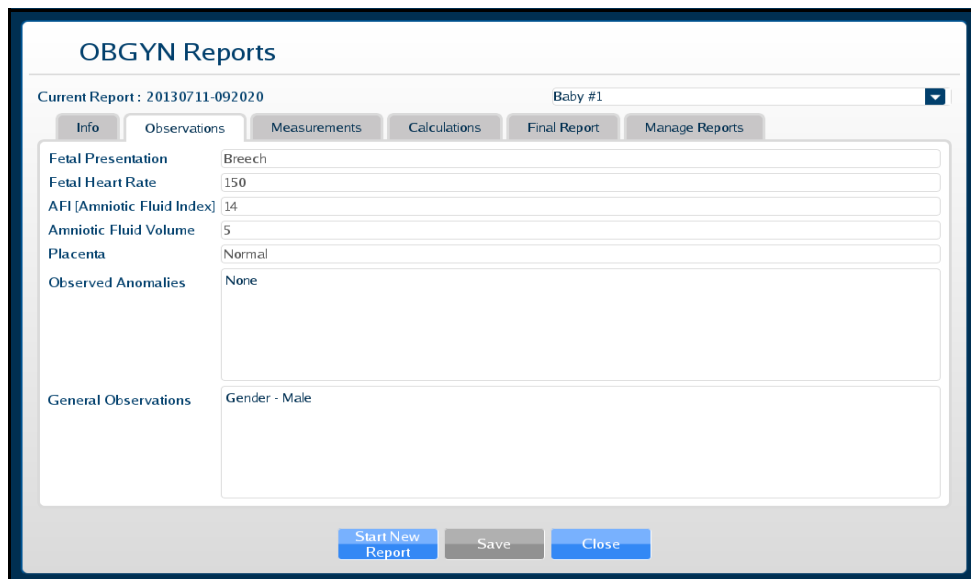 OBGYN Reports
Current Report : 20130711-092020
Baby #1
Info Observations Measurements Calculations Final Report Manage Reports
Fetal Presentation Breech
Fetal Heart Rate 150
AFI [Amniotic Fluid Index] 14
Amniotic Fluid Volume 5
Placenta Normal
Observed Anomalies None
General Observations Gender - Male
Start New
Report
Save
Close